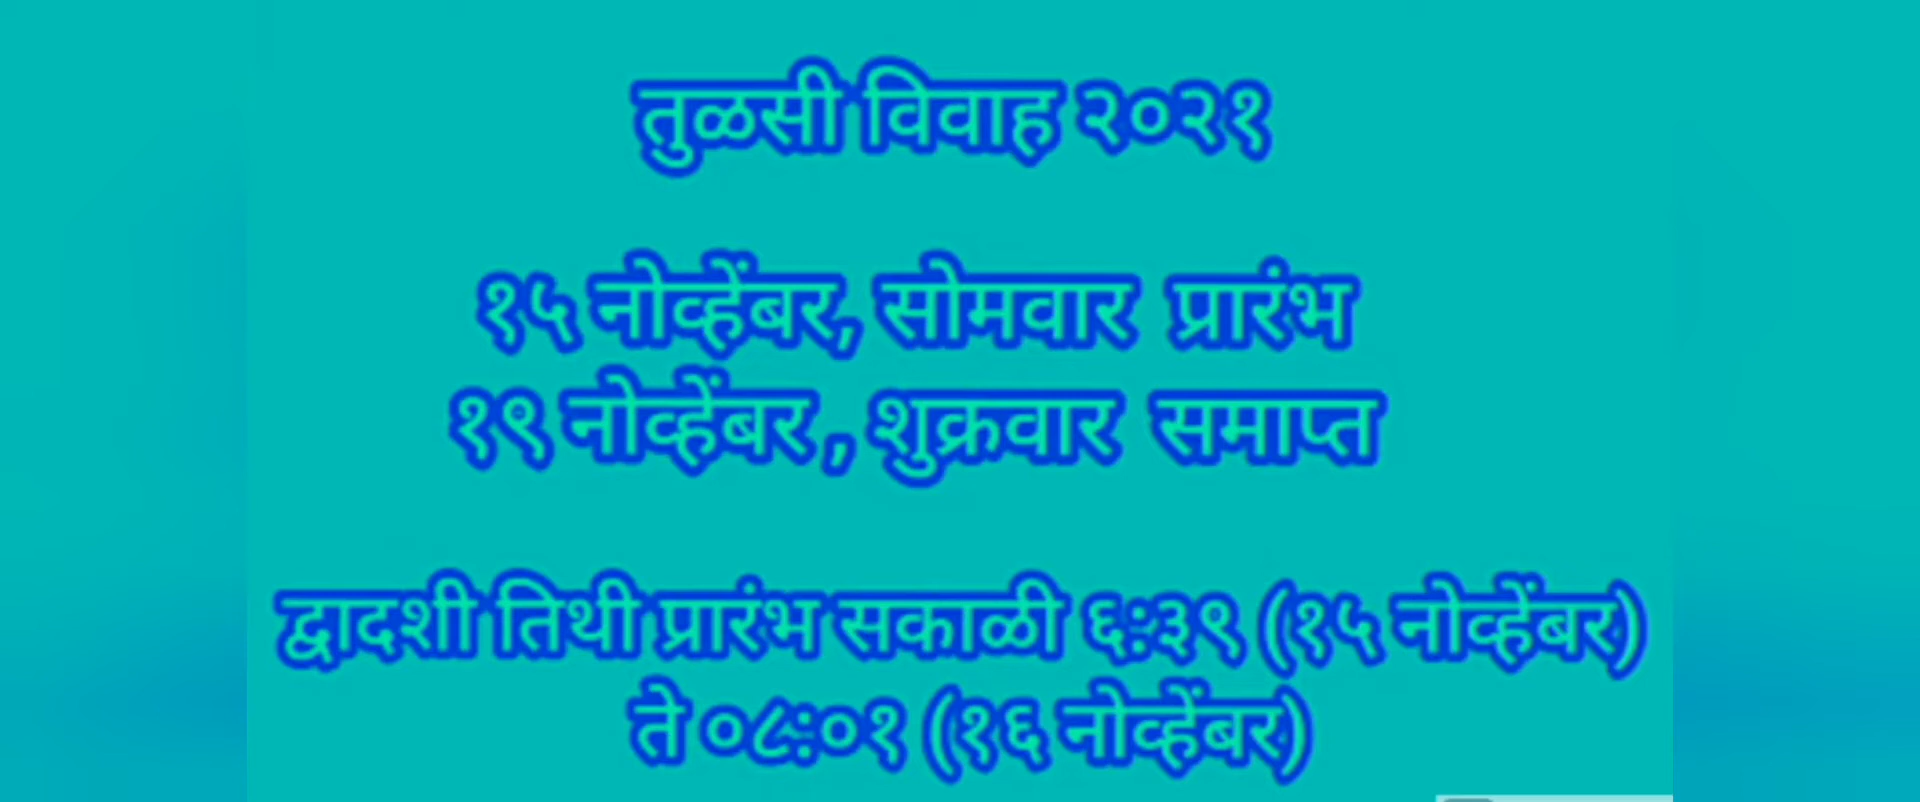 तुळसी विवाह २०२१
१५ नोव्हेंबर, सोमवार प्रारंभ
१९ नोव्हेंबर , शुक्रवार समाप्त
द्वादशी तिथी प्रारंभ सकाळी ६:३९ (१५ नोव्हेंबर)
ते ०८:०१ (१६ नोव्हेंबर)